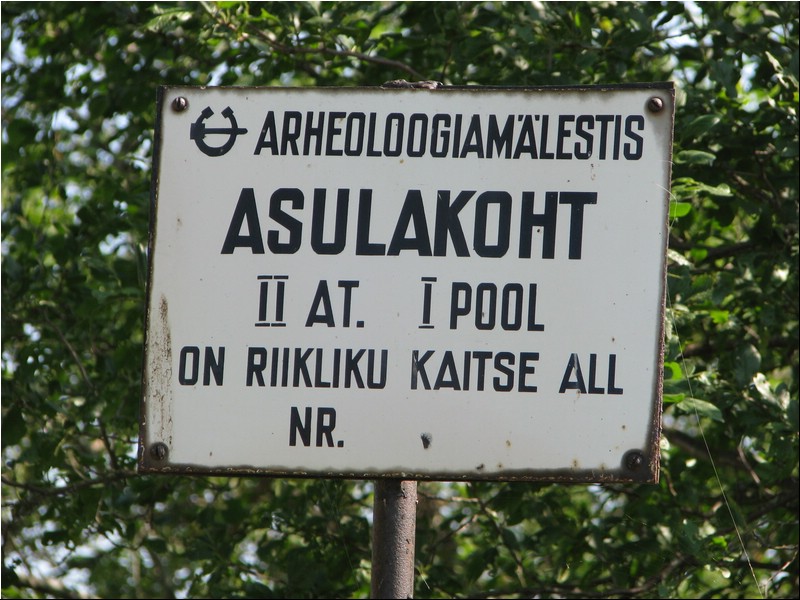 ARHEOLOOGIAMÄLESTIS
ASULAKOHT
II AT. I POOL
ON RIIKLIKU KAITSE ALL
NR.